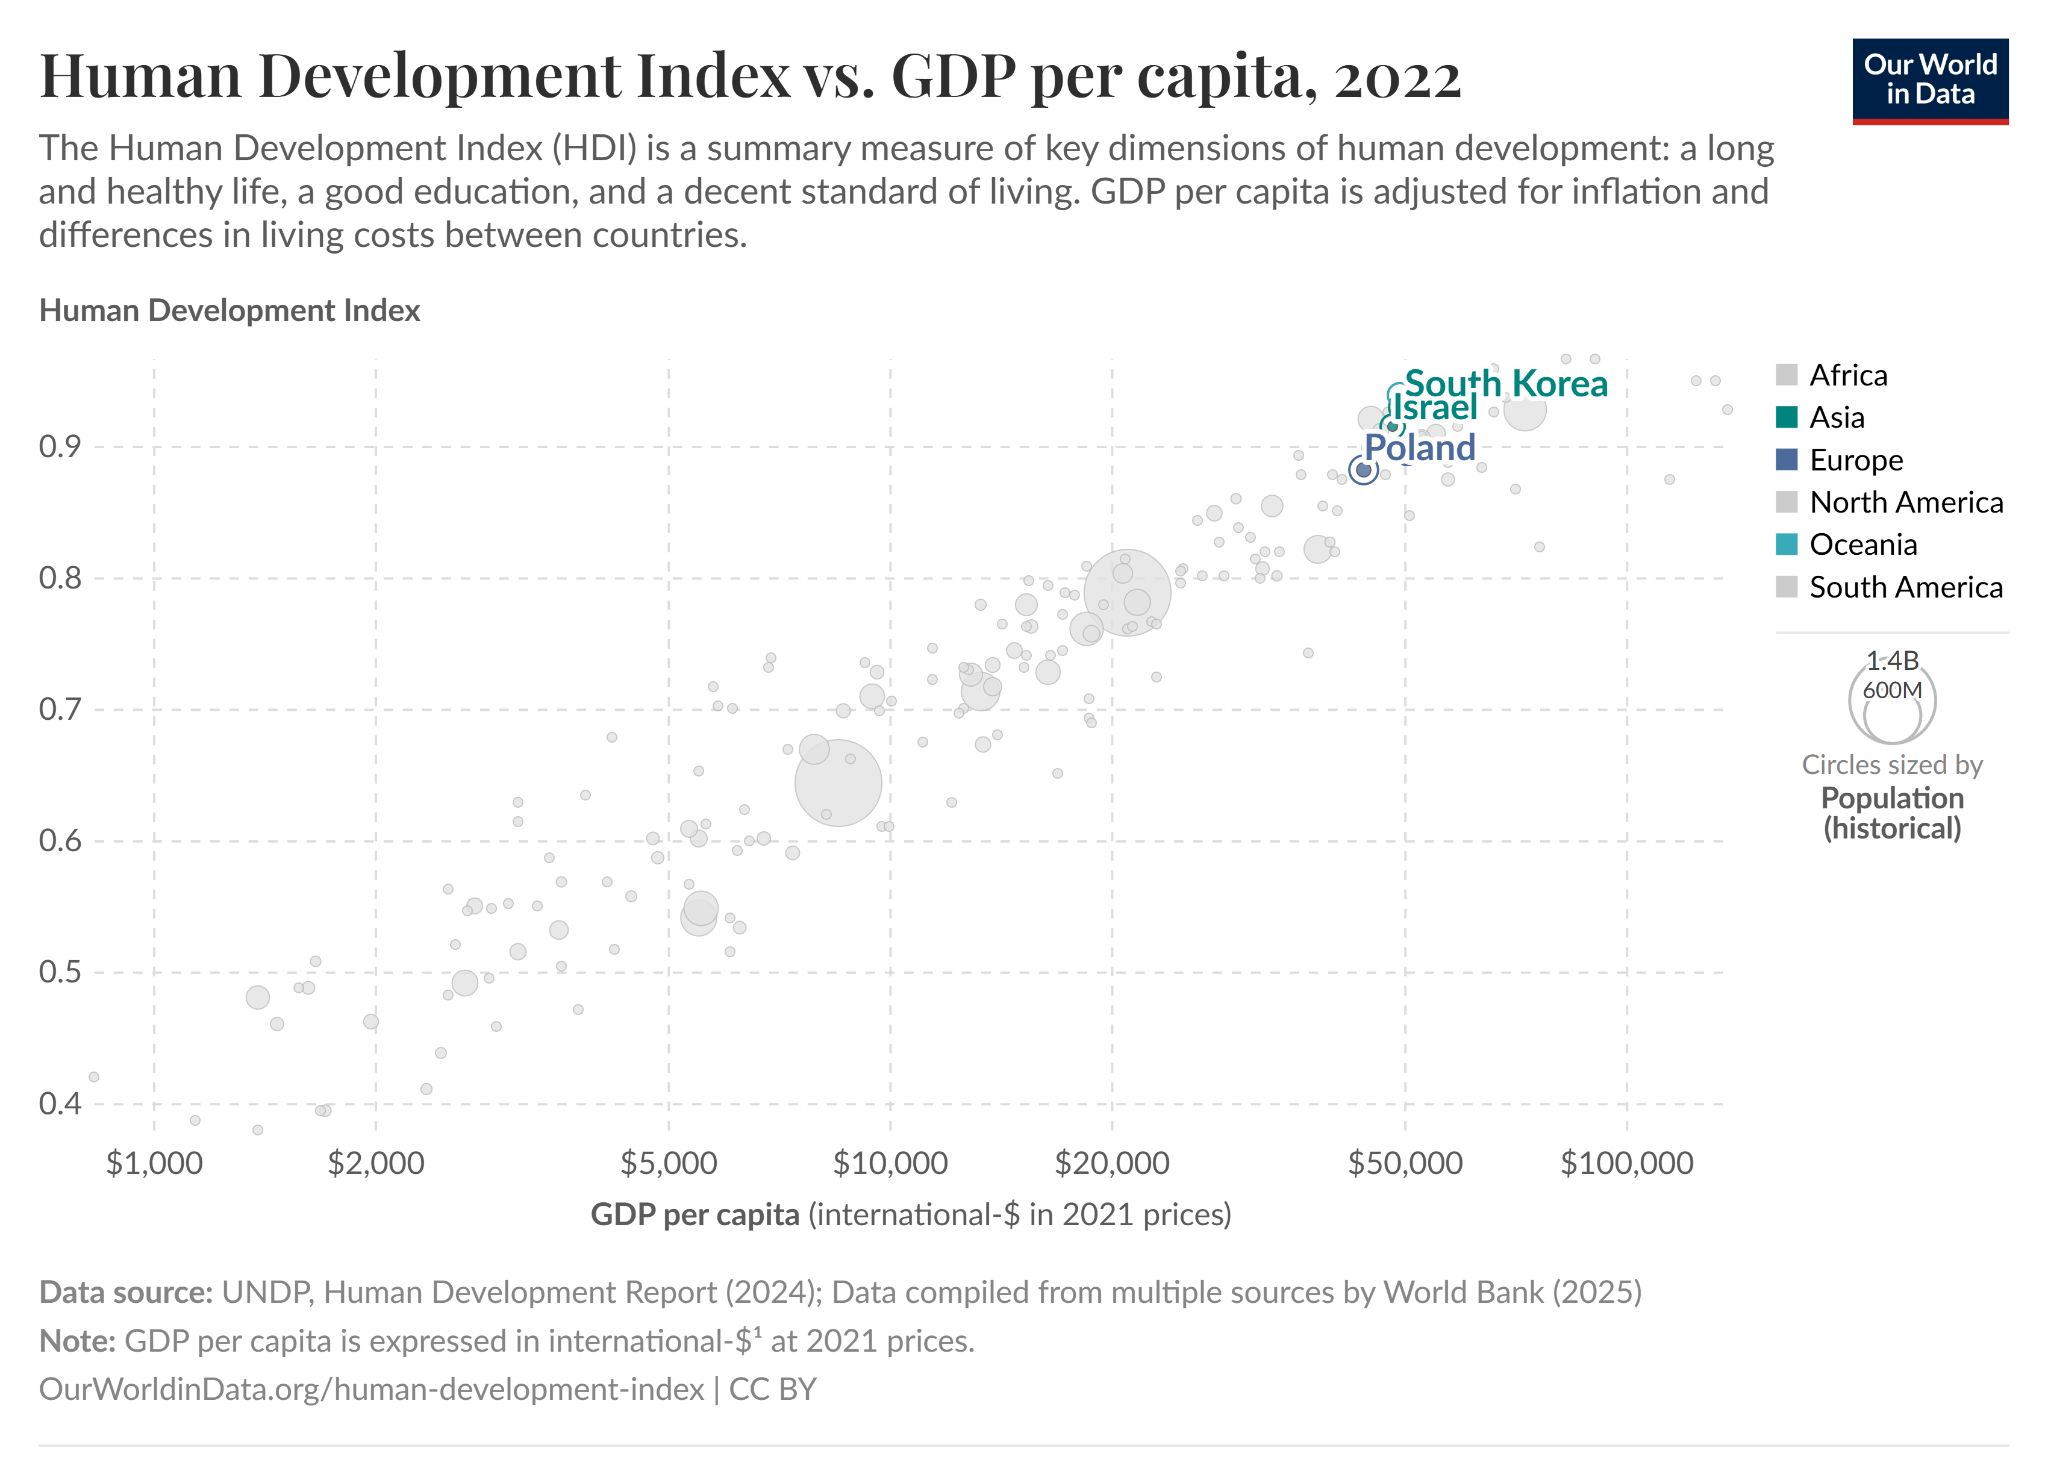 Human Development Index vs. GDP per capita, 2022
Our World
in Data
The Human Development Index (HDI) is a summary measure of key dimensions of human development: a long
and healthy life, a good education, and a decent standard of living. GDP per capita is adjusted for inflation and
differences in living costs between countries.
Human Development Index
South Korea
Israel
Poland
0.9
0.8
0.7
0.6
0.5
0.4
$1,000
$2,000
$5,000
$10,000
$20,000
$50,000
$100,000
GDP per capita (international-$ in 2021 prices)
Africa
Asia
Europe
North America
Oceania
South America
1.4B
600M
Circles sized by
Population
(historical)
Data source: UNDP, Human Development Report (2024); Data compiled from multiple sources by World Bank (2025)
Note: GDP per capita is expressed in international-$¹ at 2021 prices.
OurWorldinData.org/human-development-index | CC BY